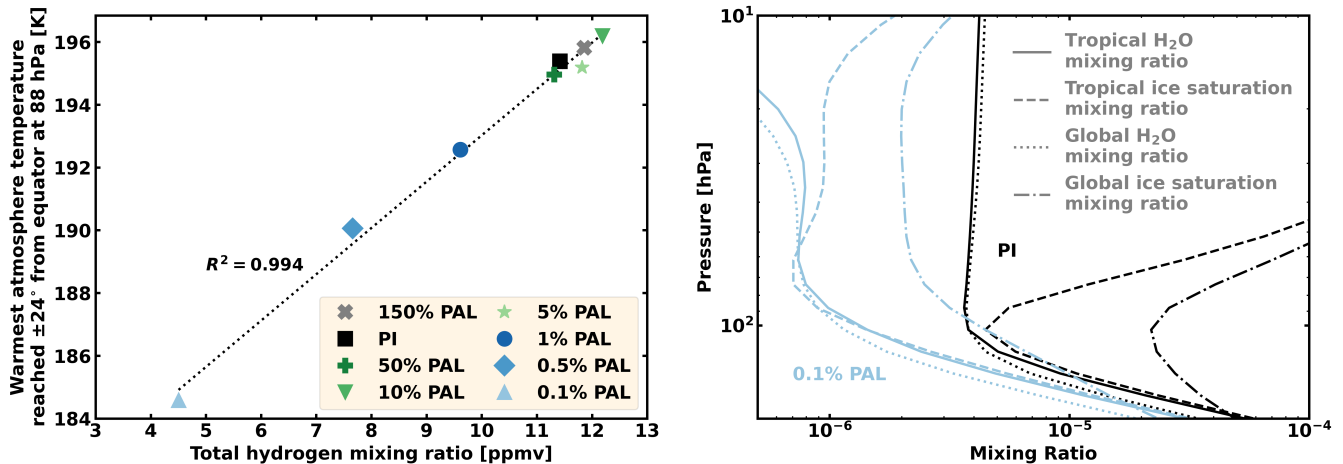 Warmest atmosphere temperature
reached ±24° from equator at 88 hPa [K]
196
194
192
190
188
186
184
R² = 0.994
150% PAL
PI
50% PAL
10% PAL
5% PAL
1% PAL
0.5% PAL
0.1% PAL
3 4 5 6 7 8 9 10 11 12 13
Total hydrogen mixing ratio [ppmv]
Pressure [hPa]
10¹
10²
Tropical H₂O
mixing ratio
Tropical ice saturation
mixing ratio
Global H₂O
mixing ratio
Global ice saturation
mixing ratio
PI
0.1% PAL
10⁻⁶ 10⁻⁵ 10⁻⁴
Mixing Ratio